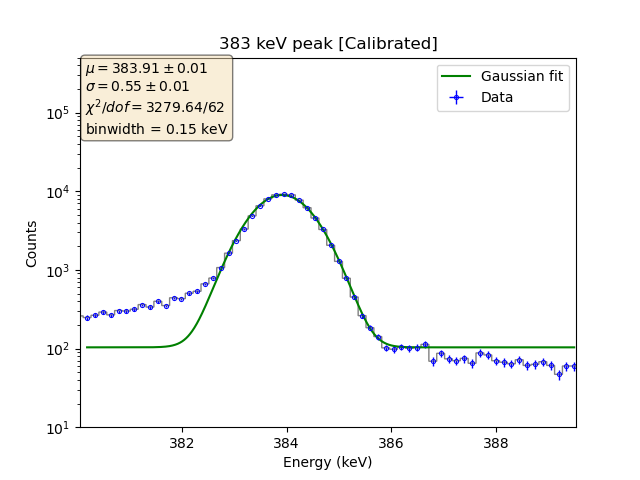 383 keV peak [Calibrated]
μ = 383.91 ± 0.01
σ = 0.55 ± 0.01
χ²/dof = 3279.64/62
binwidth = 0.15 keV
Gaussian fit
Data
10⁵
10⁴
10³
10²
10¹
Counts
382 384 386 388
Energy (keV)